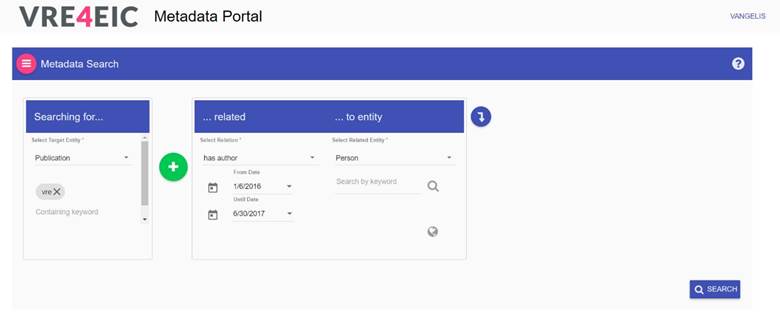 VRE4EIC Metadata Portal
VANGELIS
Metadata Search
Searching for...
... related
... to entity
Select Target Entity *
Publication
vre
Containing keyword
Select Relation *
has author
From Date
1/6/2016
Until Date
6/30/2017
Select Related Entity *
Person
Search by keyword
SEARCH